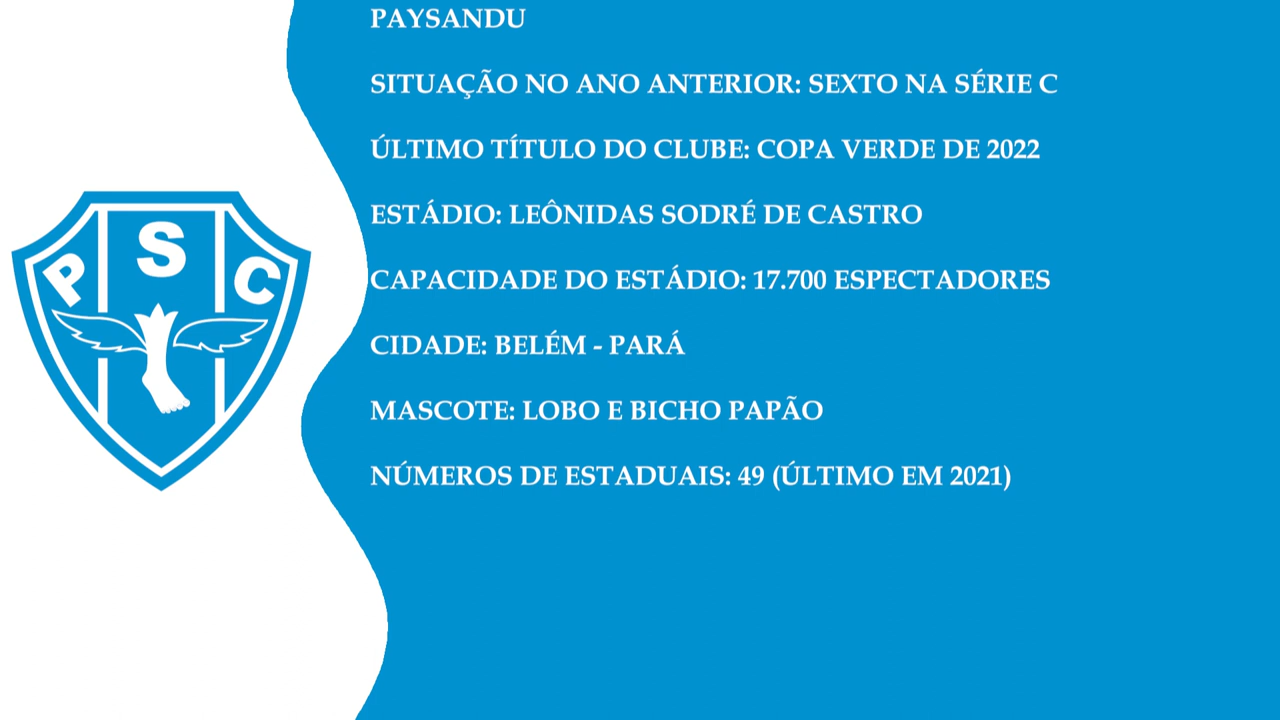 PAYSANDU
SITUAÇÃO NO ANO ANTERIOR: SEXTO NA SÉRIE C
ÚLTIMO TÍTULO DO CLUBE: COPA VERDE DE 2022
ESTÁDIO: LEÔNIDAS SODRÉ DE CASTRO
CAPACIDADE DO ESTÁDIO: 17.700 ESPECTADORES
CIDADE: BELÉM - PARÁ
MASCOTE: LOBO E BICHO PAPÃO
NÚMEROS DE ESTADUAIS: 49 (ÚLTIMO EM 2021)
P S C